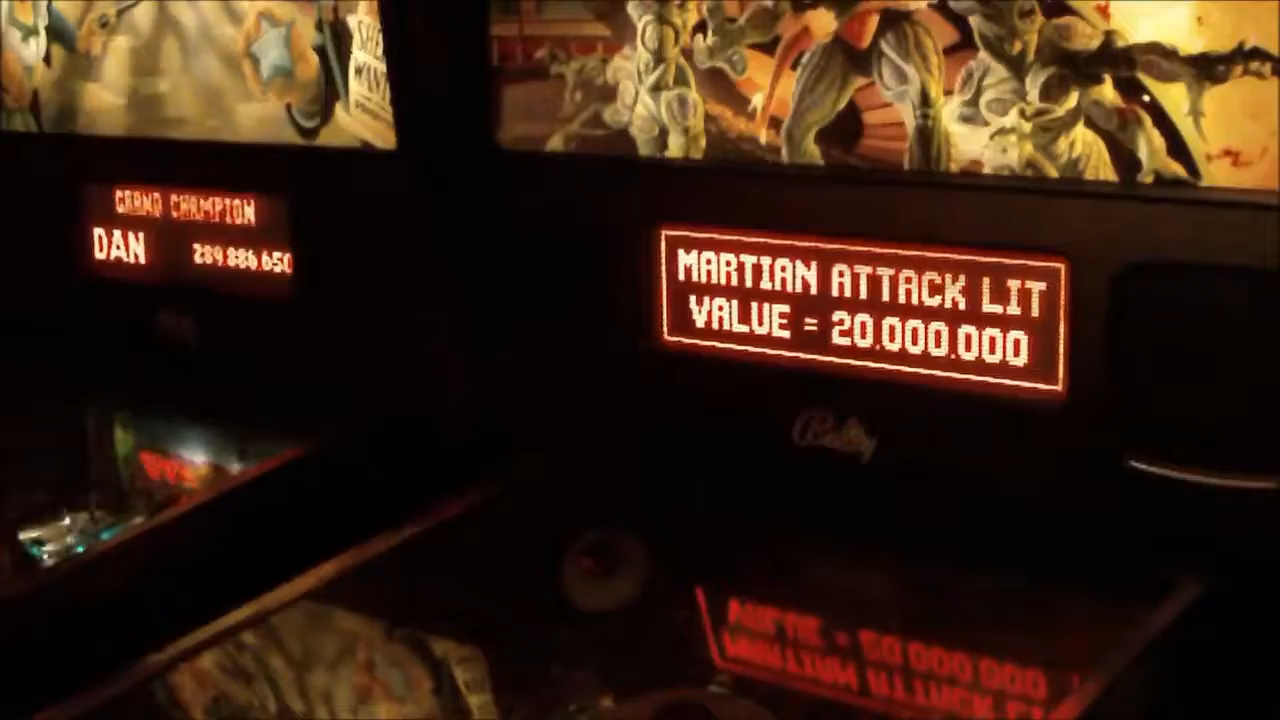 GRAND CHAMPION
DAN 289.886.650
MARTIAN ATTACK LIT
VALUE = 20.000.000
Bally